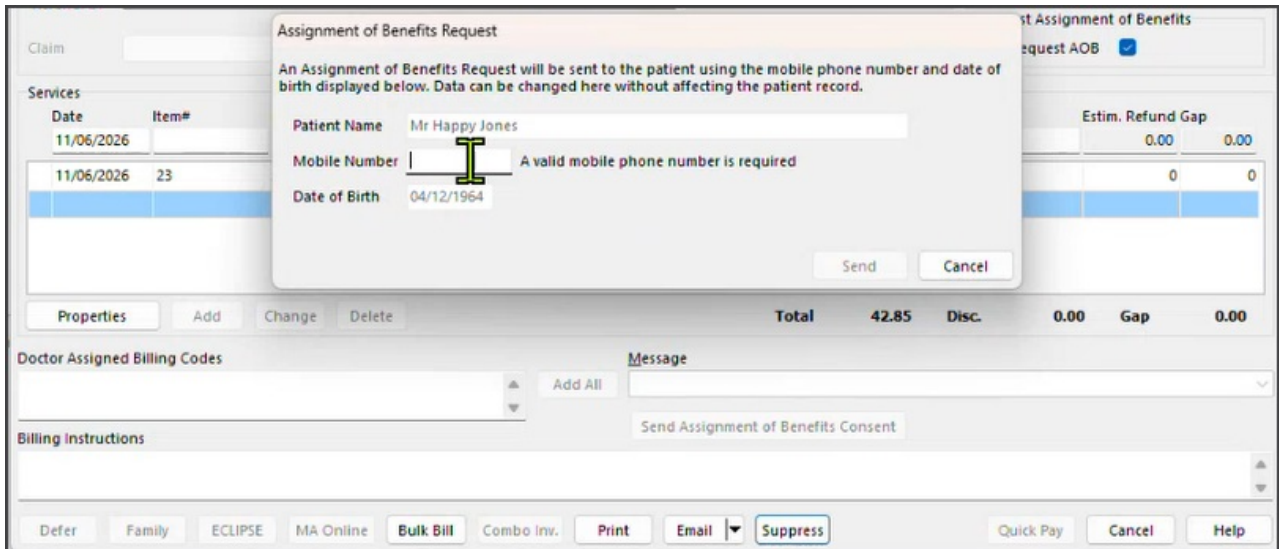 Assignment of Benefits Request
st Assignment of Benefits
Claim
equest AOB
An Assignment of Benefits Request will be sent to the patient using the mobile phone number and date of
birth displayed below. Data can be changed here without affecting the patient record.
Services
Date Item# Estim. Refund Gap
Patient Name Mr Happy Jones
11/06/2026 0.00 0.00
Mobile Number A valid mobile phone number is required
11/06/2026 23 0 0
Date of Birth 04/12/1964
Send Cancel
Properties Add Change Delete Total 42.85 Disc. 0.00 Gap 0.00
Doctor Assigned Billing Codes Message
Add All
Send Assignment of Benefits Consent
Billing Instructions
Defer Family ECLIPSE MA Online Bulk Bill Combo Inv. Print Email Suppress Quick Pay Cancel Help